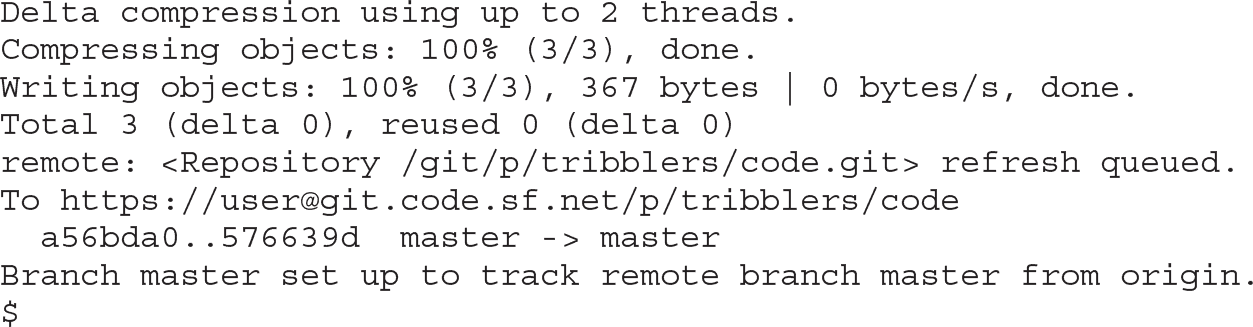 Delta compression using up to 2 threads.
Compressing objects: 100% (3/3), done.
Writing objects: 100% (3/3), 367 bytes | 0 bytes/s, done.
Total 3 (delta 0), reused 0 (delta 0)
remote: <Repository /git/p/tribblers/code.git> refresh queued.
To https://user@git.code.sf.net/p/tribblers/code
  a56bda0..576639d  master -> master
Branch master set up to track remote branch master from origin.
$